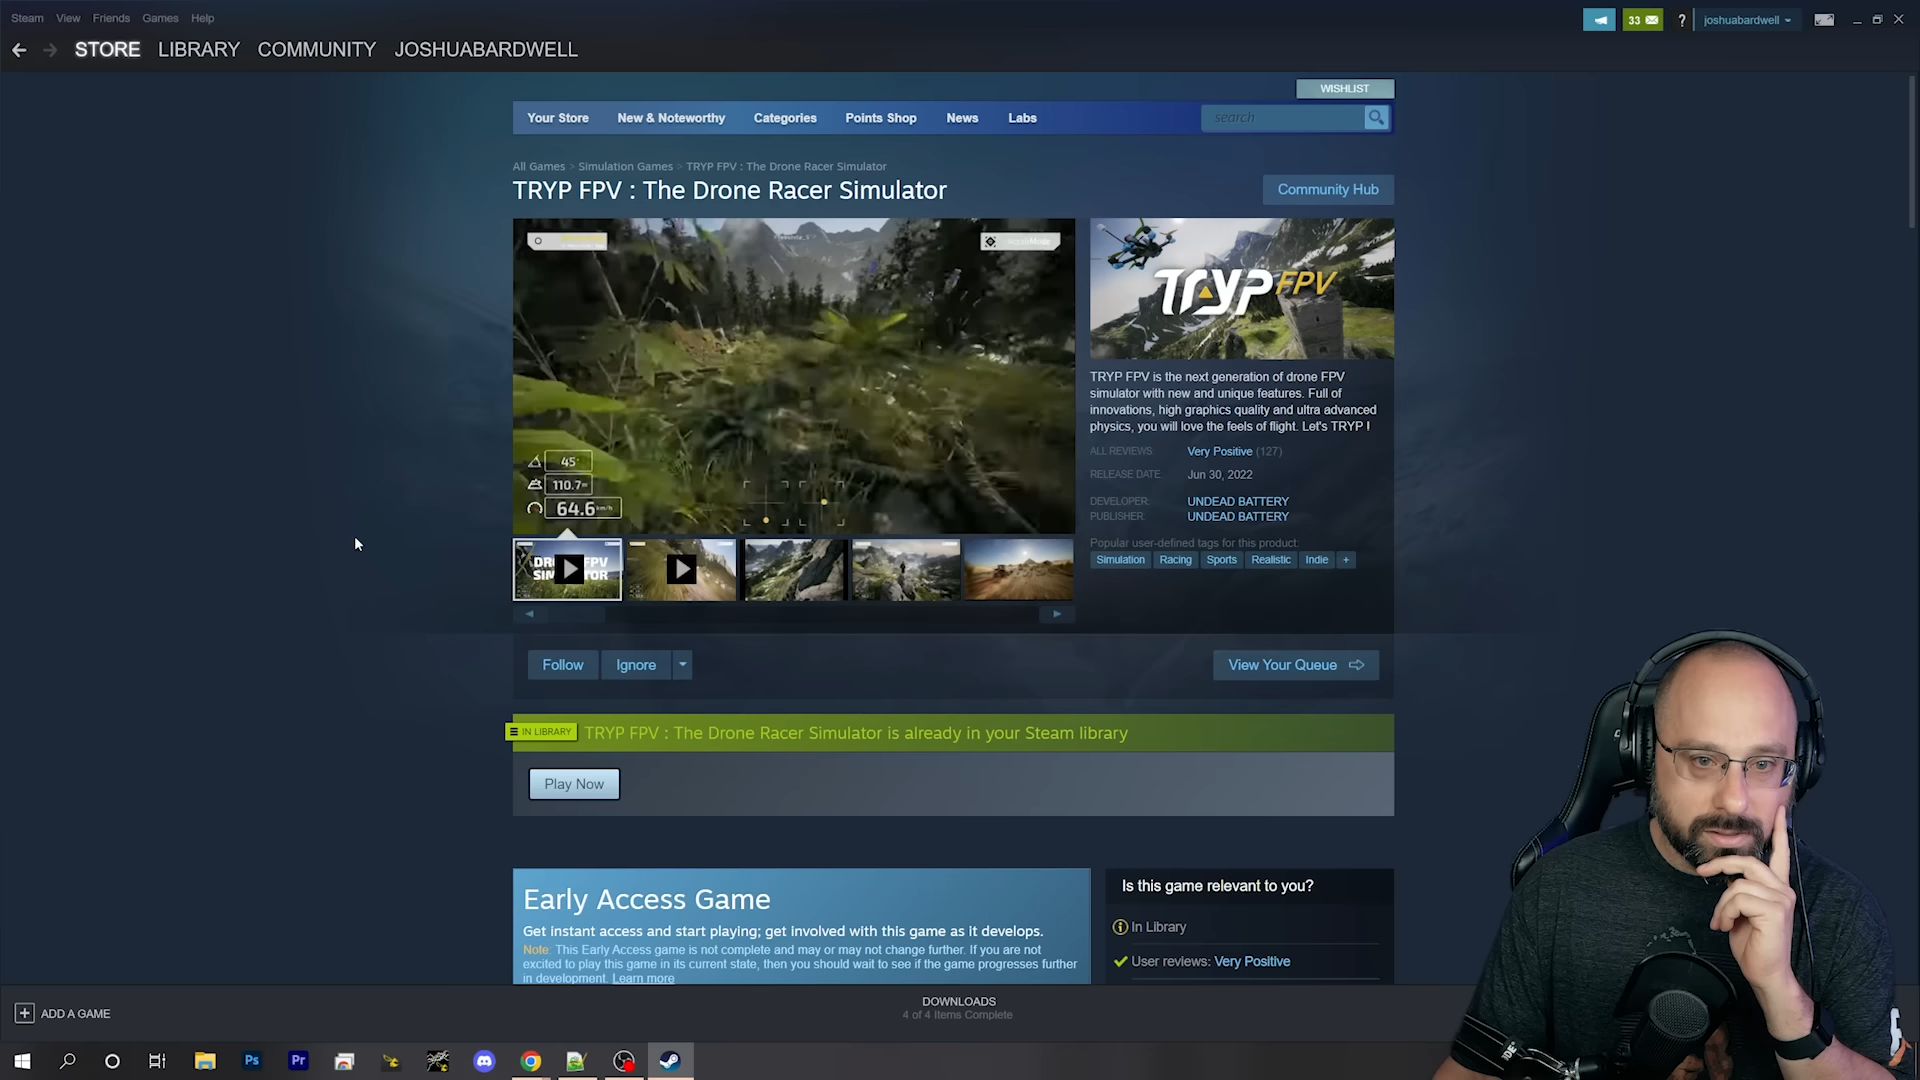 Steam View Friends Games Help
33
?
joshuabardwell
STORE LIBRARY COMMUNITY JOSHUABARDWELL
WISHLIST
Your Store New & Noteworthy Categories Points Shop News Labs
search
All Games > Simulation Games > TRYP FPV : The Drone Racer Simulator
TRYP FPV : The Drone Racer Simulator
Community Hub
45°
110.7m
64.6 km/h
TRYP FPV
TRYP FPV is the next generation of drone FPV
simulator with new and unique features. Full of
innovations, high graphics quality and ultra advanced
physics, you will love the feels of flight. Let's TRYP !
ALL REVIEWS: Very Positive (127)
RELEASE DATE: Jun 30, 2022
DEVELOPER: UNDEAD BATTERY
PUBLISHER: UNDEAD BATTERY
Popular user-defined tags for this product:
Simulation Racing Sports Realistic Indie +
Follow Ignore
View Your Queue
IN LIBRARY TRYP FPV : The Drone Racer Simulator is already in your Steam library
Play Now
Early Access Game
Get instant access and start playing; get involved with this game as it develops.
Note: This Early Access game is not complete and may or may not change further. If you are not
excited to play this game in its current state, then you should wait to see if the game progresses further
in development. Learn more
Is this game relevant to you?
In Library
User reviews: Very Positive
ADD A GAME
DOWNLOADS
4 of 4 Items Complete
Ps
Pr